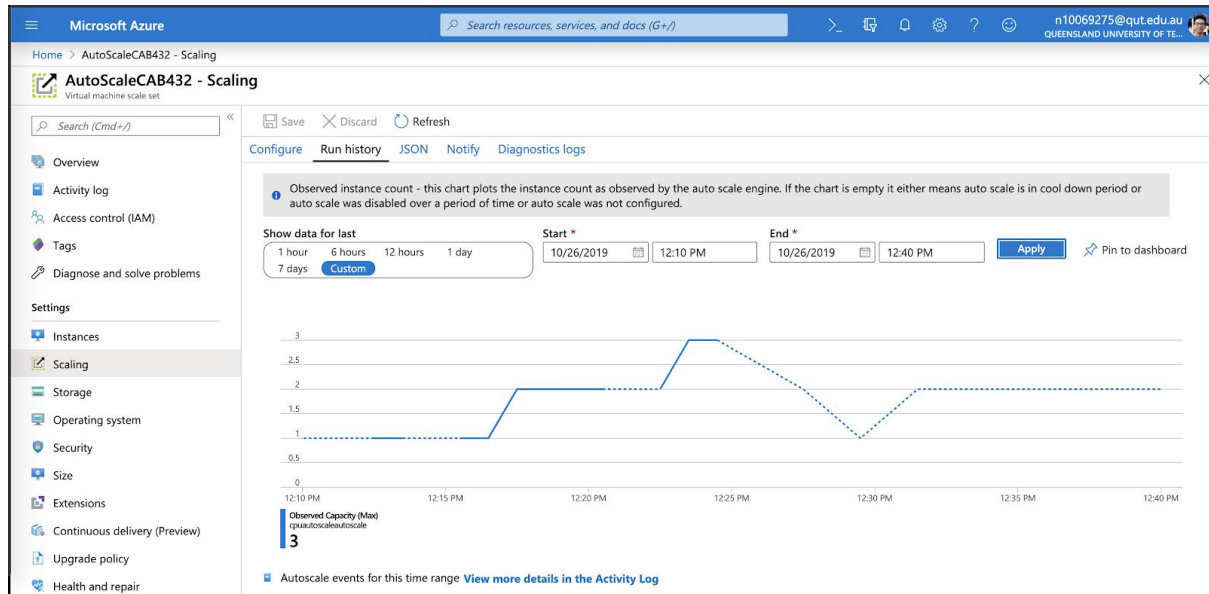 Microsoft Azure
Search resources, services, and docs (G+/)
n10069275@qut.edu.au
QUEENSLAND UNIVERSITY OF TE...
Home > AutoScaleCAB432 - Scaling
AutoScaleCAB432 - Scaling
Virtual machine scale set
Search (Cmd+/)
Overview
Activity log
Access control (IAM)
Tags
Diagnose and solve problems
Settings
Instances
Scaling
Storage
Operating system
Security
Size
Extensions
Continuous delivery (Preview)
Upgrade policy
Health and repair
Save Discard Refresh
Configure Run history JSON Notify Diagnostics logs
Observed instance count - this chart plots the instance count as observed by the auto scale engine. If the chart is empty it either means auto scale is in cool down period or
auto scale was disabled over a period of time or auto scale was not configured.
Show data for last
1 hour 6 hours 12 hours 1 day
7 days Custom
Start *
10/26/2019 12:10 PM
End *
10/26/2019 12:40 PM
Apply
Pin to dashboard
3
2.5
2
1.5
1
0.5
0
12:10 PM 12:15 PM 12:20 PM 12:25 PM 12:30 PM 12:35 PM 12:40 PM
Observed Capacity (Max)
cpuautoscaleautoscale
3
Autoscale events for this time range View more details in the Activity Log